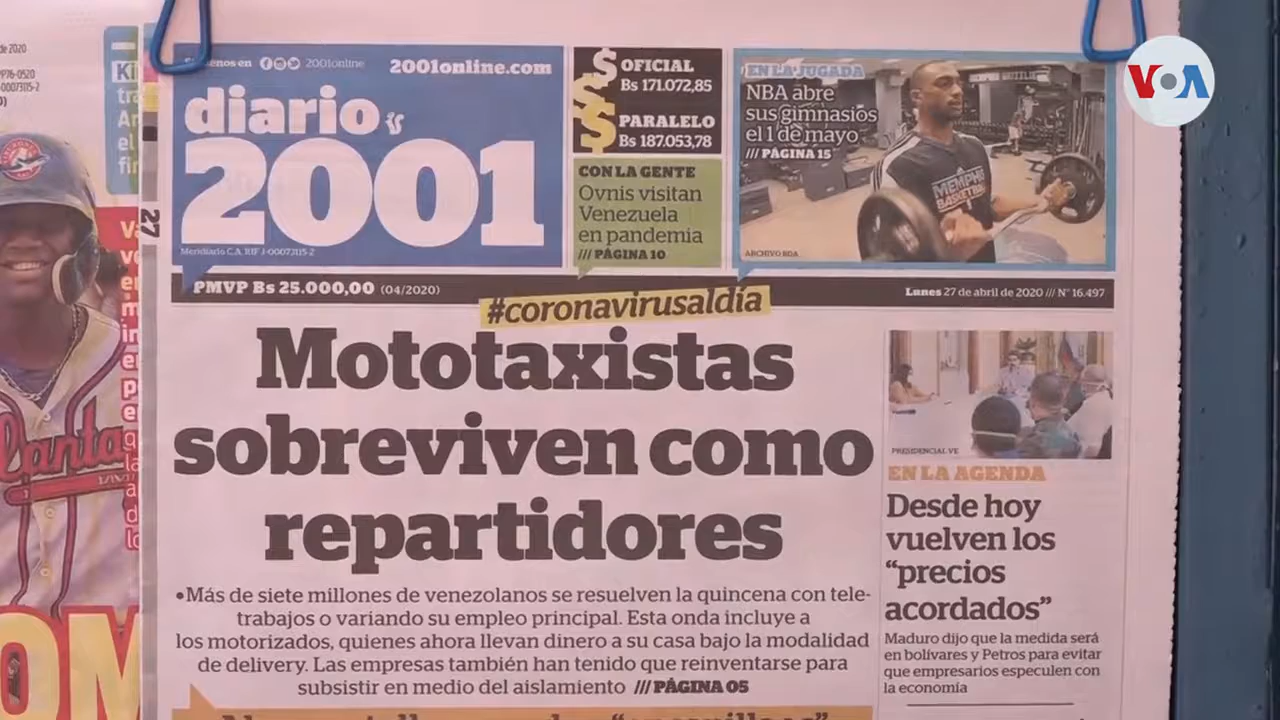 de 2020
Síguenos en
2001online
2001online.com
diario
2001
Meridiario C.A. RIF J-00073115-2
OFICIAL
Bs 171.072,85
PARALELO
Bs 187.053,78
CON LA GENTE
Ovnis visitan
Venezuela
en pandemia
/// PÁGINA 10
EN LA JUGADA
NBA abre
sus gimnasios
el 1 de mayo
/// PÁGINA 15
MEMPHIS
BASKETBALL
ARCHIVO BDA
VOA
27
PMVP Bs 25.000,00 (04/2020)
Lunes 27 de abril de 2020 /// N° 16.497
#coronavirusaldía
Mototaxistas
sobreviven como
repartidores
•Más de siete millones de venezolanos se resuelven la quincena con tele-
trabajos o variando su empleo principal. Esta onda incluye a
los motorizados, quienes ahora llevan dinero a su casa bajo la modalidad
de delivery. Las empresas también han tenido que reinventarse para
subsistir en medio del aislamiento /// PÁGINA 05
PRESIDENCIAL VE
EN LA AGENDA
Desde hoy
vuelven los
“precios
acordados”
Maduro dijo que la medida será
en bolívares y Petros para evitar
que empresarios especulen con
la economía